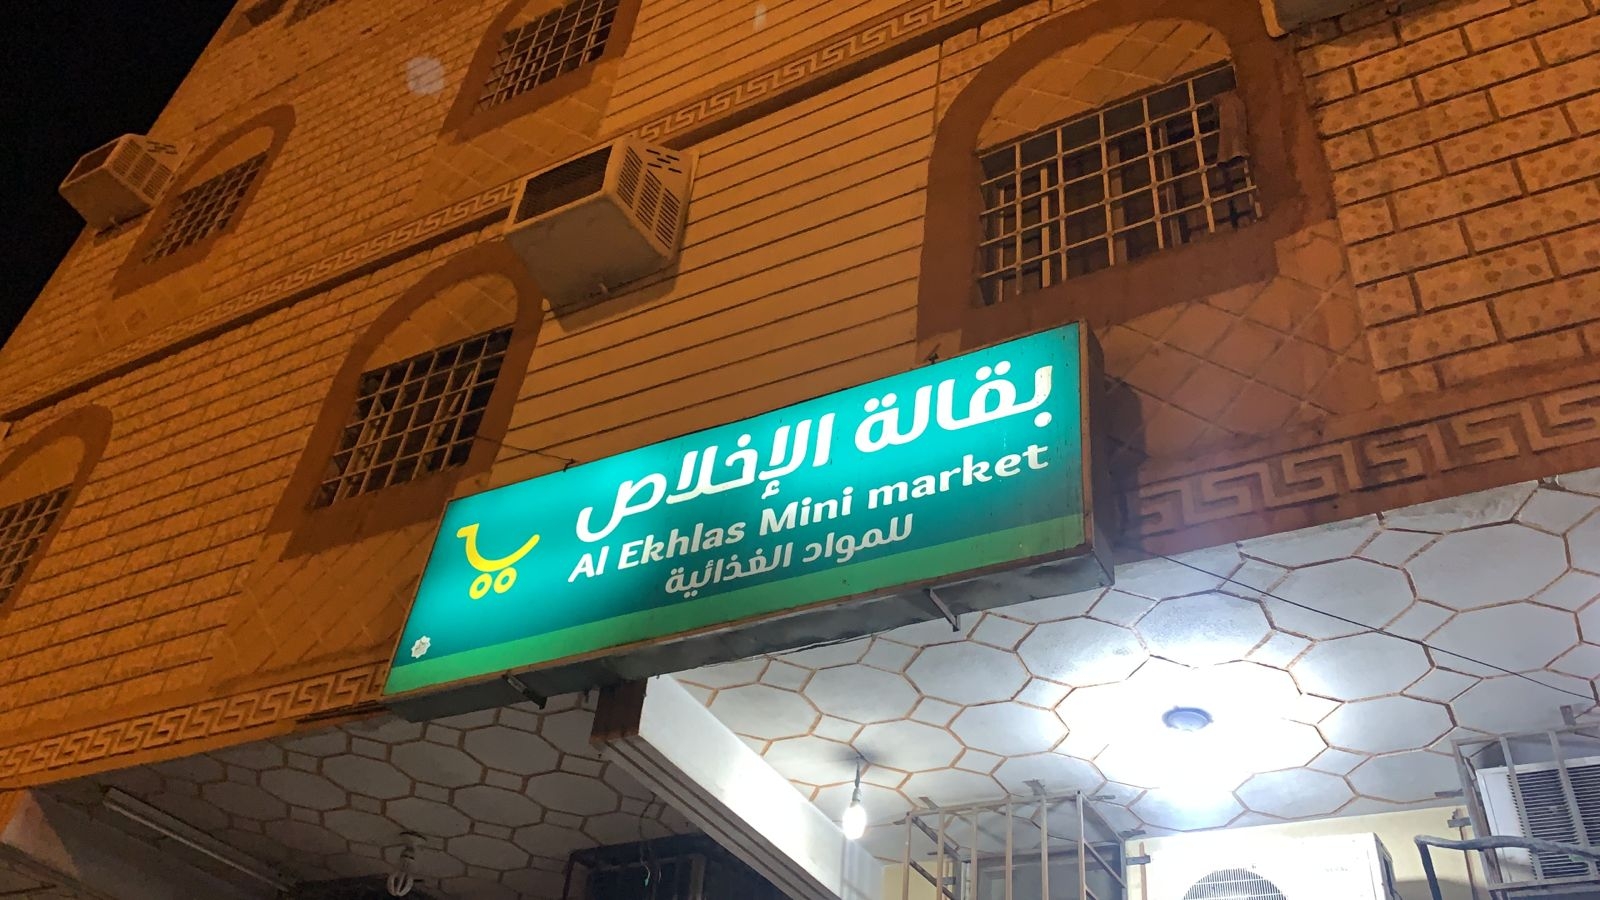 بقالة الإخلاص
Al Ekhlas Mini market
للمواد الغذائية